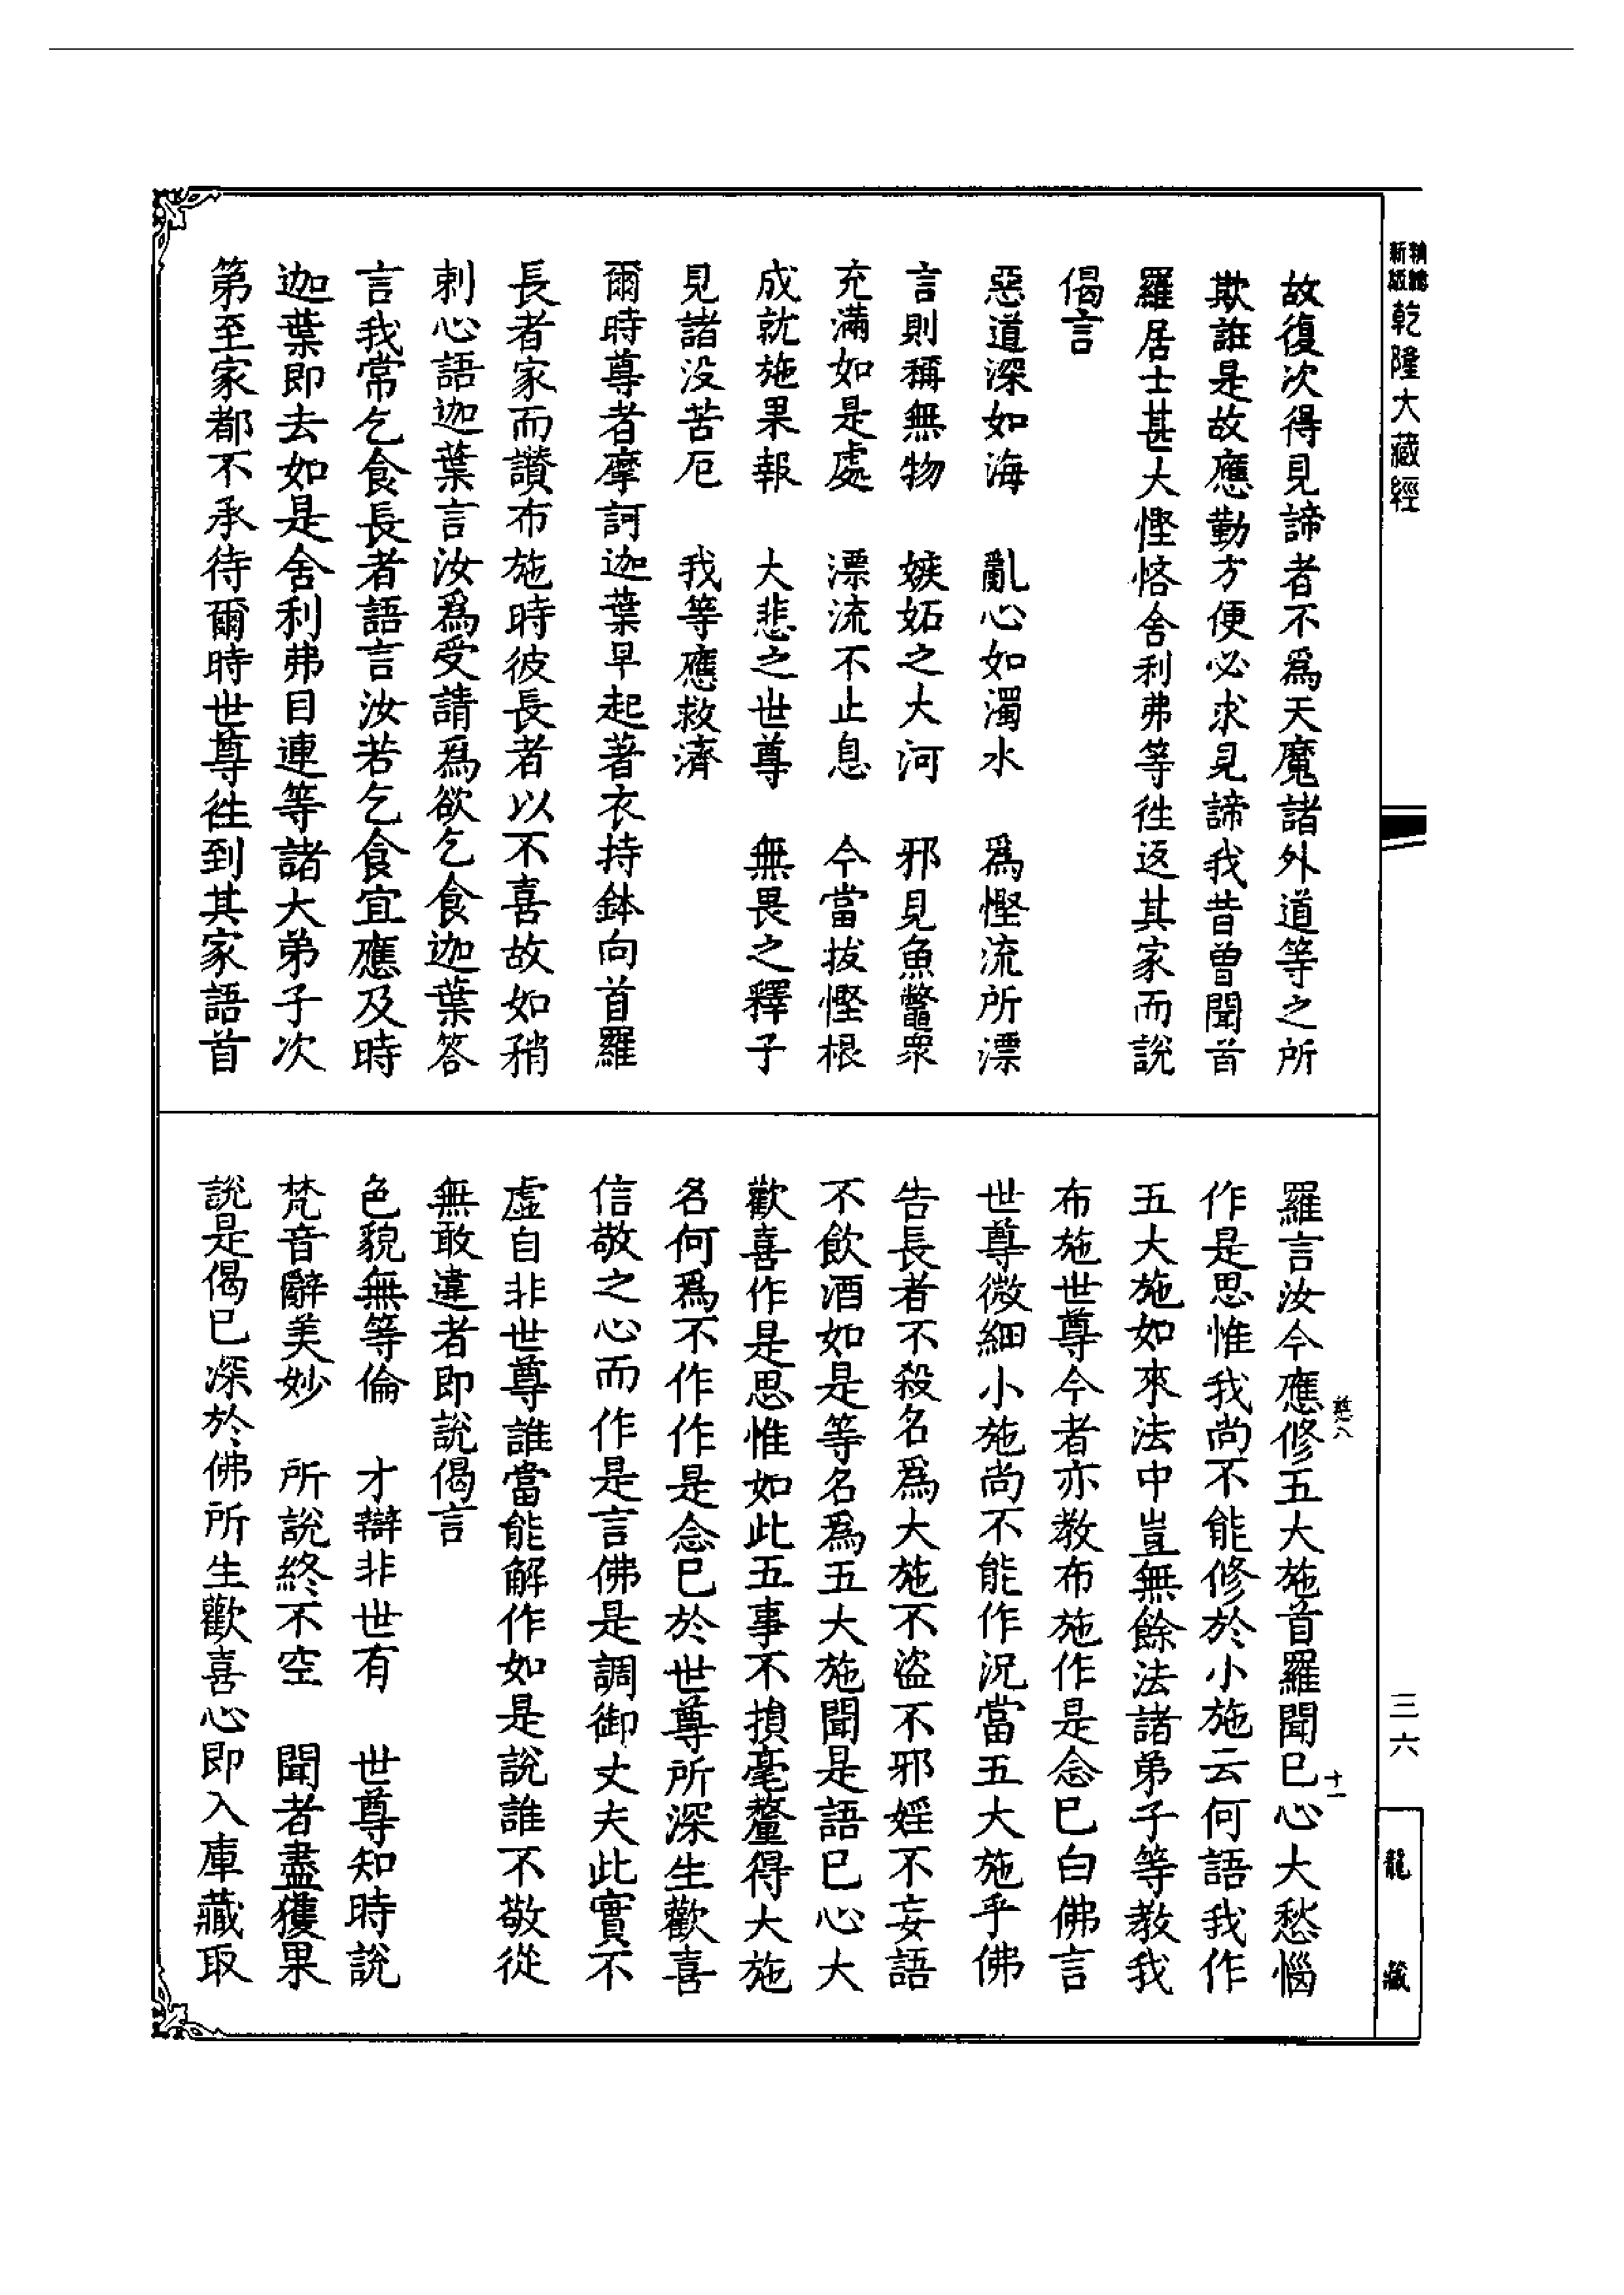 精體新版乾隆大藏經
故復次得見諦者不爲天魔諸外道等之所
欺誑是故應勤方便必求見諦我昔曾聞首
羅居士甚大慳悋舍利弗等徃返其家而說
偈言
惡道深如海　亂心如濁水　爲慳流所漂
言則稱無物　嫉妬之大河　邪見魚鼈衆
充滿如是處　漂流不止息　今當拔慳根
成就施果報　大悲之世尊　無畏之釋子
見諸没苦厄　我等應救濟
爾時尊者摩訶迦葉早起著衣持鉢向首羅
長者家而讚布施時彼長者以不喜故如矟
刺心語迦葉言汝爲受請爲欲乞食迦葉答
言我常乞食長者語言汝若乞食宜應及時
迦葉即去如是舍利弗目連等諸大弟子次
第至家都不承待爾時世尊徃到其家語首
羅言汝今應修五大施首羅聞已心大愁惱
作是思惟我尚不能修於小施云何語我作
五大施如來法中豈無餘法諸弟子等教我
布施世尊今者亦教布施作是念已白佛言
世尊微細小施尚不能作況當五大施乎佛
告長者不殺名爲大施不盜不邪婬不妄語
不飲酒如是等名爲五大施聞是語已心大
歡喜作是思惟如此五事不損毫釐得大施
名何爲不作作是念已於世尊所深生歡喜
信敬之心而作是言佛是調御丈夫此實不
虚自非世尊誰當能解作如是說誰不敬從
無敢違者即說偈言
色貌無等倫　才辯非世有　世尊知時說
梵音辭美妙　所說終不空　聞者盡獲果
說是偈已深於佛所生歡喜心即入庫藏取
慈八
十一
三六
龍藏